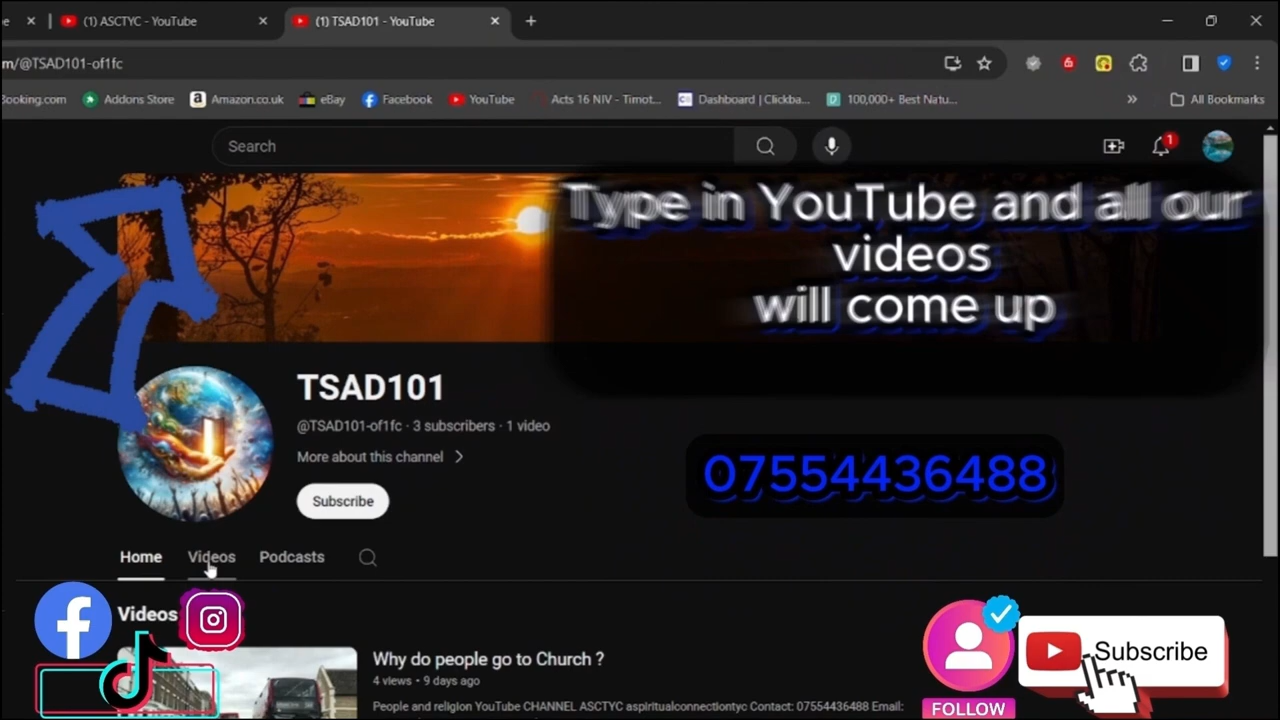 (1) ASCTYC - YouTube
(1) TSAD101 - YouTube
m/@TSAD101-of1fc
Booking.com
Addons Store
Amazon.co.uk
eBay
Facebook
YouTube
Acts 16 NIV - Timot...
Dashboard | Clickba...
100,000+ Best Natu...
All Bookmarks
Search
1
Type in YouTube and all our
videos
will come up
TSAD101
@TSAD101-of1fc · 3 subscribers · 1 video
More about this channel
Subscribe
07554436488
Home
Videos
Podcasts
Videos
Why do people go to Church ?
4 views · 9 days ago
People and religion YouTube CHANNEL ASCTYC aspiritualconnectiontyc Contact: 07554436488 Email:
FOLLOW
Subscribe